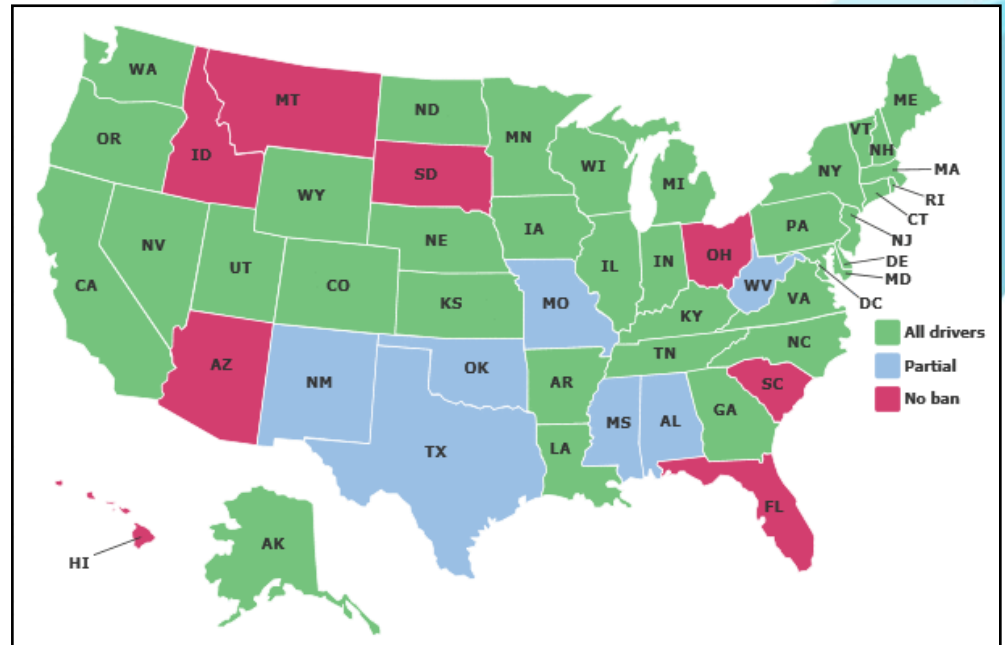 WA
MT
ND
MN
ME
VT
NH
OR
ID
SD
WI
MI
NY
MA
RI
CT
WY
NJ
PA
IA
NE
DE
MD
NV
UT
CO
IL
IN
OH
WV
DC
CA
KS
MO
KY
VA
All drivers
NC
TN
Partial
AZ
NM
OK
AR
SC
No ban
MS
AL
GA
TX
LA
FL
HI
AK